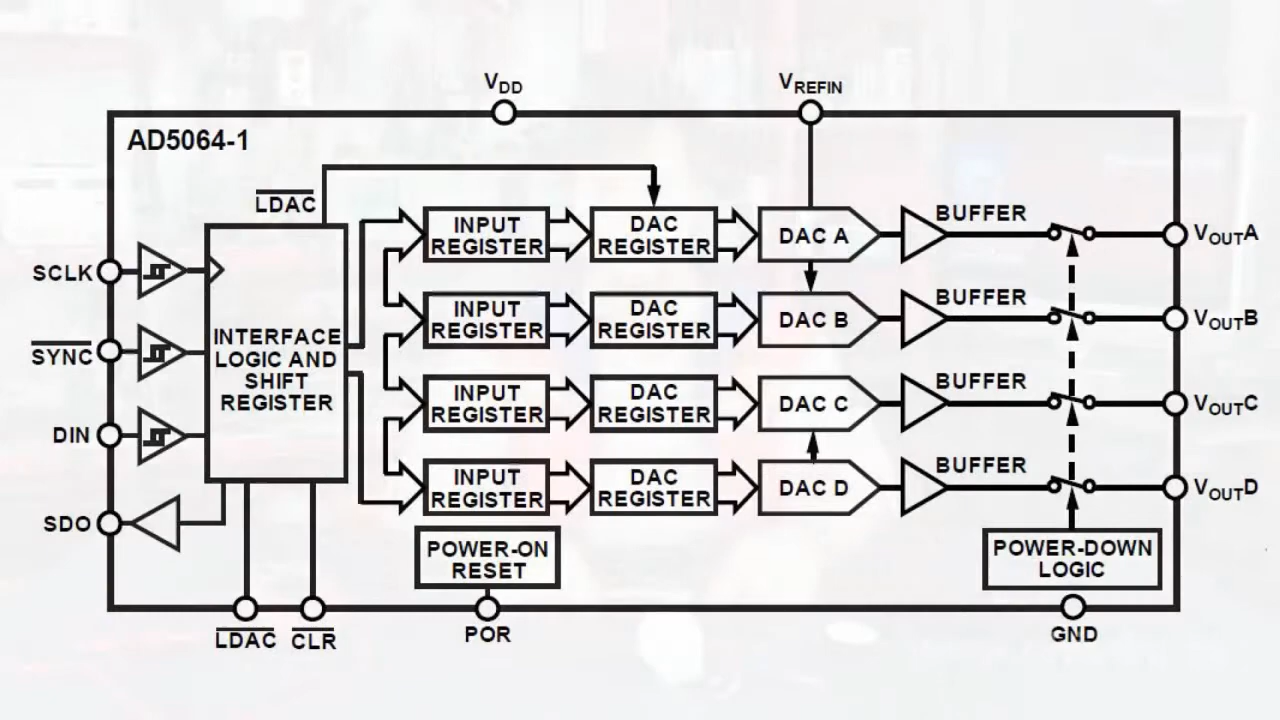 VDD
VREFIN
AD5064-1
LDAC
INPUT
REGISTER
DAC
REGISTER
DAC A
BUFFER
VOUTA
SCLK
INPUT
REGISTER
DAC
REGISTER
DAC B
BUFFER
VOUTB
SYNC
INTERFACE
LOGIC AND
SHIFT
REGISTER
INPUT
REGISTER
DAC
REGISTER
DAC C
BUFFER
VOUTC
DIN
INPUT
REGISTER
DAC
REGISTER
DAC D
BUFFER
VOUTD
SDO
POWER-ON
RESET
POWER-DOWN
LOGIC
LDAC
CLR
POR
GND